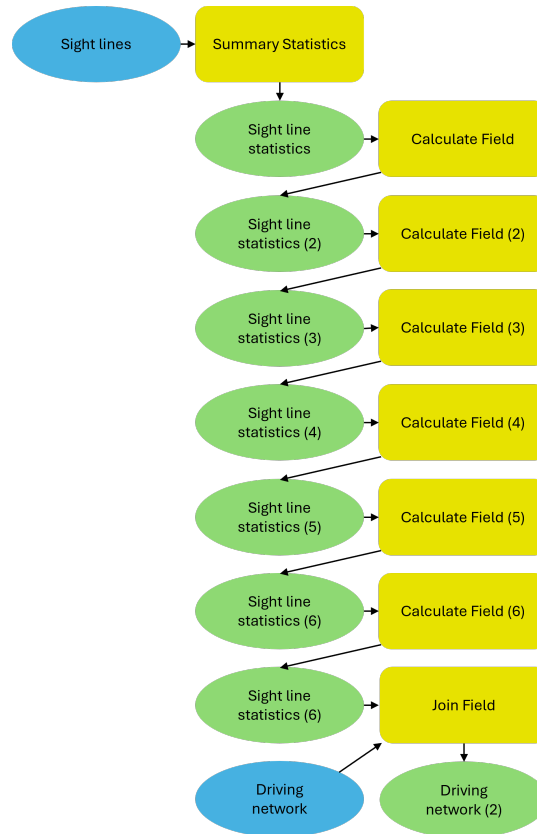 Sight lines
Summary Statistics
Sight line
statistics
Calculate Field
Sight line
statistics (2)
Calculate Field (2)
Sight line
statistics (3)
Calculate Field (3)
Sight line
statistics (4)
Calculate Field (4)
Sight line
statistics (5)
Calculate Field (5)
Sight line
statistics (6)
Calculate Field (6)
Sight line
statistics (6)
Join Field
Driving
network
Driving
network (2)